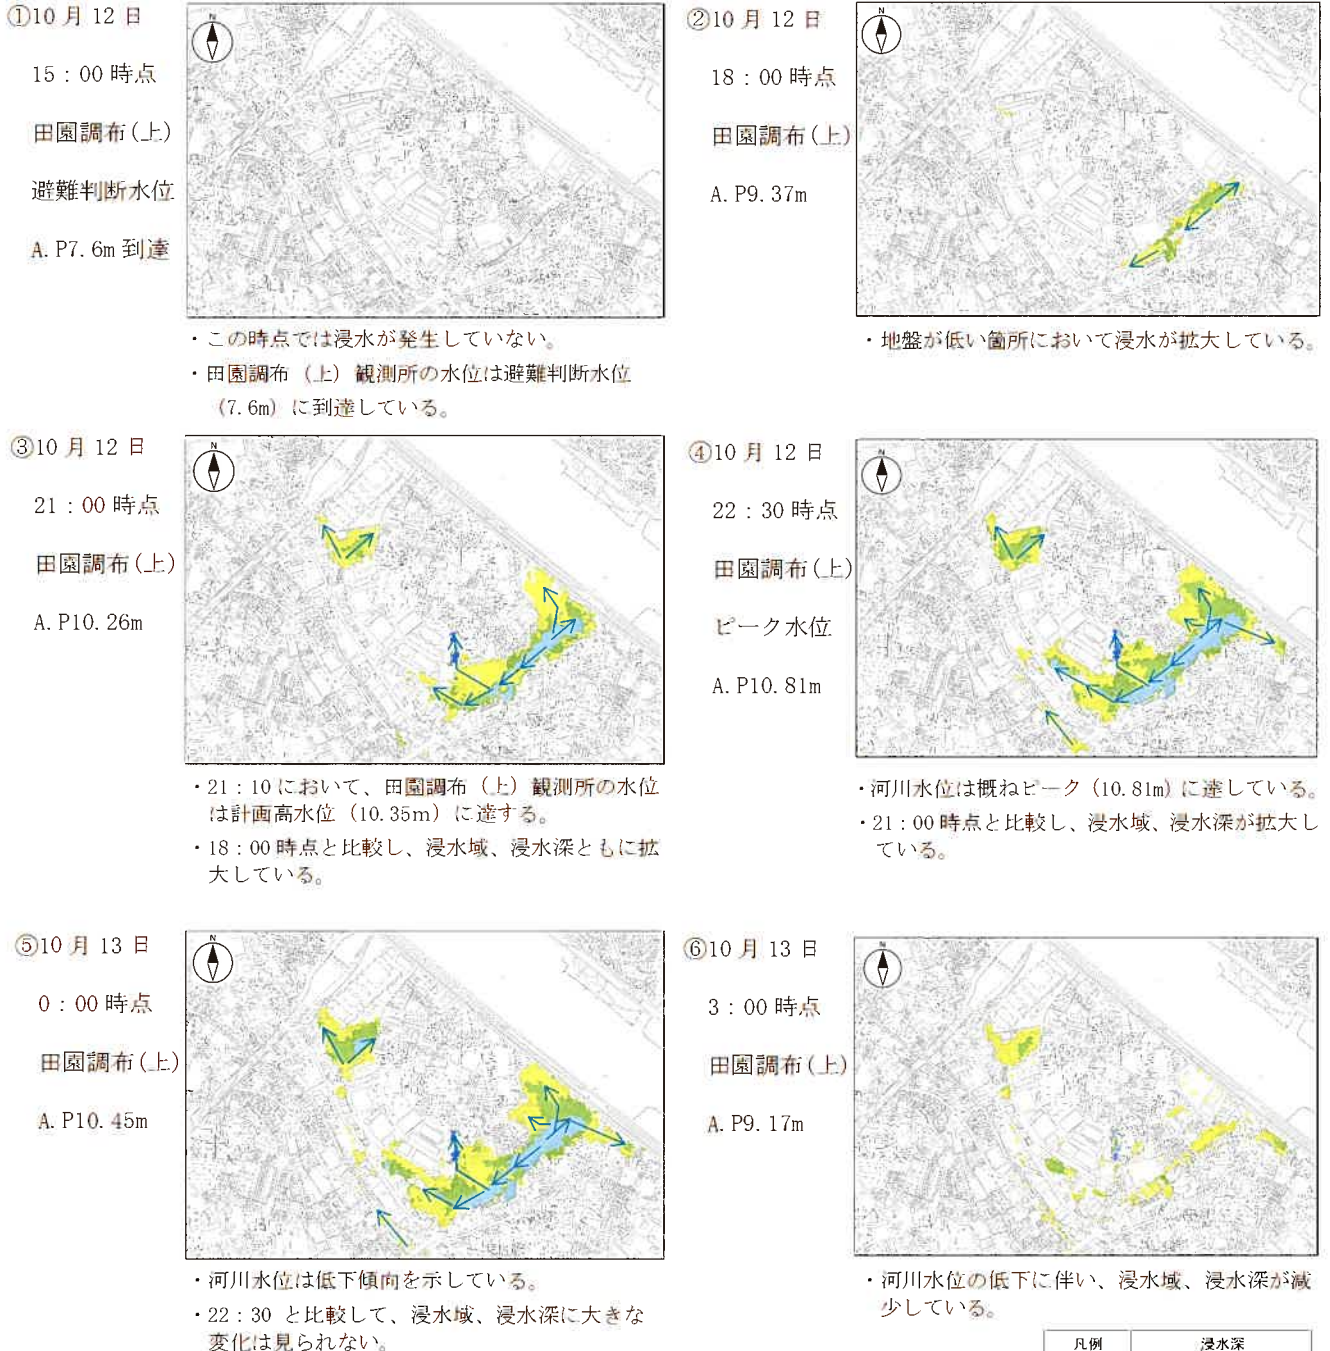 ①10 月 12 日
15：00 時点
田園調布(上)
避難判断水位
A.P7.6m 到達
N
・この時点では浸水が発生していない。
・田園調布（上）観測所の水位は避難判断水位
（7.6m）に到達している。
②10 月 12 日
18：00 時点
田園調布(上)
A.P9.37m
N
・地盤が低い箇所において浸水が拡大している。
③10 月 12 日
21：00 時点
田園調布(上)
A.P10.26m
N
・21：10 において、田園調布（上）観測所の水位
は計画高水位（10.35m）に達する。
・18：00 時点と比較し、浸水域、浸水深ともに拡
大している。
④10 月 12 日
22：30 時点
田園調布(上)
ピーク水位
A.P10.81m
N
・河川水位は概ねピーク（10.81m）に達している。
・21：00 時点と比較し、浸水域、浸水深が拡大し
ている。
⑤10 月 13 日
0：00 時点
田園調布(上)
A.P10.45m
N
・河川水位は低下傾向を示している。
・22：30 と比較して、浸水域、浸水深に大きな
変化は見られない。
⑥10 月 13 日
3：00 時点
田園調布(上)
A.P9.17m
N
・河川水位の低下に伴い、浸水域、浸水深が減
少している。
凡例 浸水深